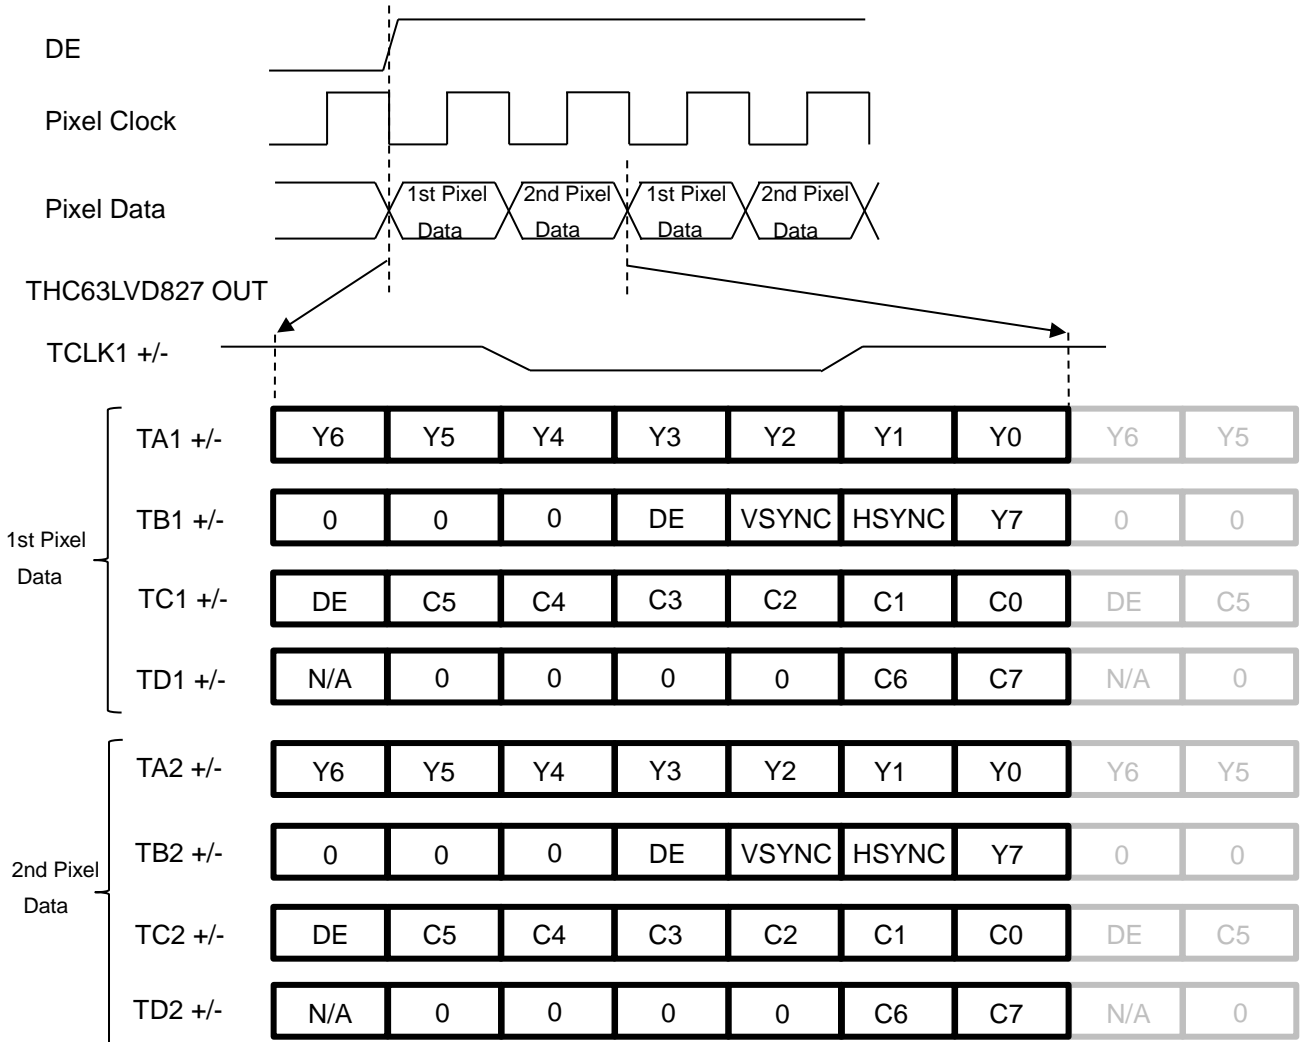 DE
Pixel Clock
Pixel Data
1st Pixel Data
2nd Pixel Data
1st Pixel Data
2nd Pixel Data
THC63LVD827 OUT
TCLK1 +/-
1st Pixel Data
TA1 +/- Y6 Y5 Y4 Y3 Y2 Y1 Y0 Y6 Y5
TB1 +/- 0 0 0 DE VSYNC HSYNC Y7 0 0
TC1 +/- DE C5 C4 C3 C2 C1 C0 DE C5
TD1 +/- N/A 0 0 0 0 C6 C7 N/A 0
2nd Pixel Data
TA2 +/- Y6 Y5 Y4 Y3 Y2 Y1 Y0 Y6 Y5
TB2 +/- 0 0 0 DE VSYNC HSYNC Y7 0 0
TC2 +/- DE C5 C4 C3 C2 C1 C0 DE C5
TD2 +/- N/A 0 0 0 0 C6 C7 N/A 0